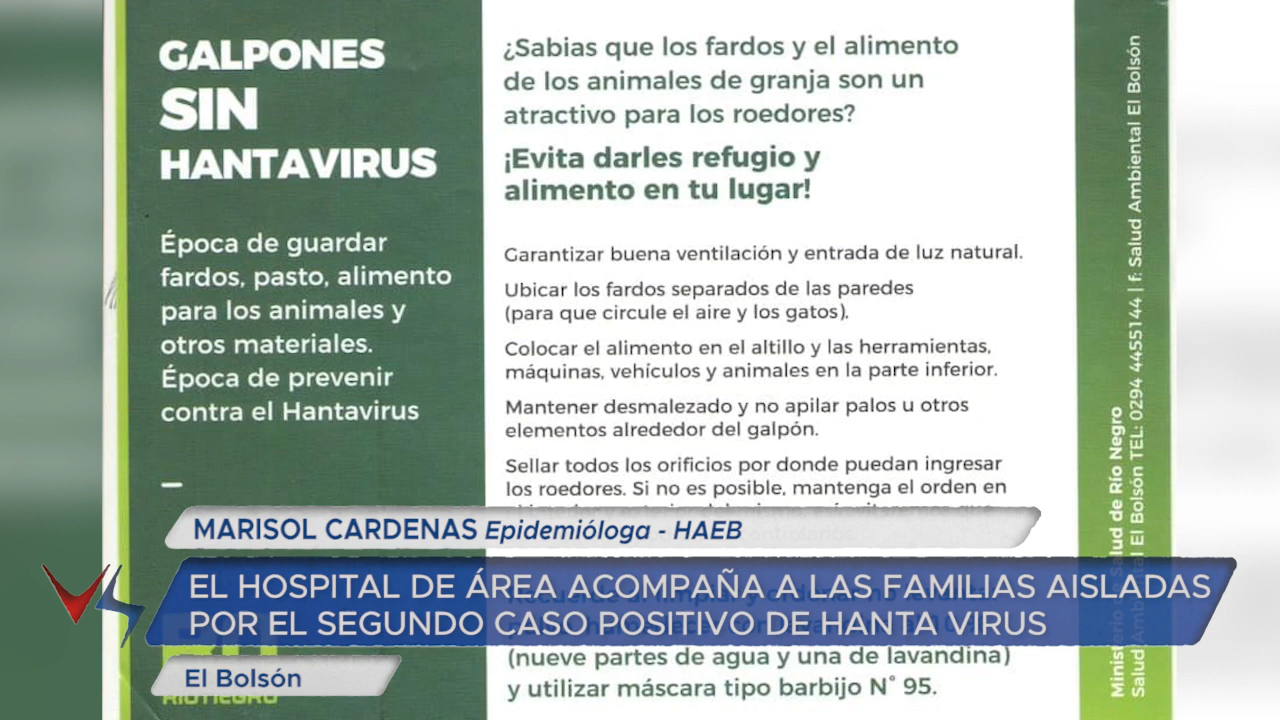 GALPONES
SIN
HANTAVIRUS
Época de guardar
fardos, pasto, alimento
para los animales y
otros materiales.
Época de prevenir
contra el Hantavirus
¿Sabias que los fardos y el alimento
de los animales de granja son un
atractivo para los roedores?
¡Evita darles refugio y
alimento en tu lugar!
Garantizar buena ventilación y entrada de luz natural.
Ubicar los fardos separados de las paredes
(para que circule el aire y los gatos).
Colocar el alimento en el altillo y las herramientas,
máquinas, vehículos y animales en la parte inferior.
Mantener desmalezado y no apilar palos u otros
elementos alrededor del galpón.
Sellar todos los orificios por donde puedan ingresar
los roedores. Si no es posible, mantenga el orden en
(nueve partes de agua y una de lavandina)
y utilizar máscara tipo barbijo N° 95.
Ministerio Salud de Río Negro
Salud Ambiental El Bolsón TEL: 0294 4455144 | f: Salud Ambiental El Bolsón
MARISOL CARDENAS Epidemióloga - HAEB
EL HOSPITAL DE ÁREA ACOMPAÑA A LAS FAMILIAS AISLADAS
POR EL SEGUNDO CASO POSITIVO DE HANTA VIRUS
El Bolsón
RIO NEGRO